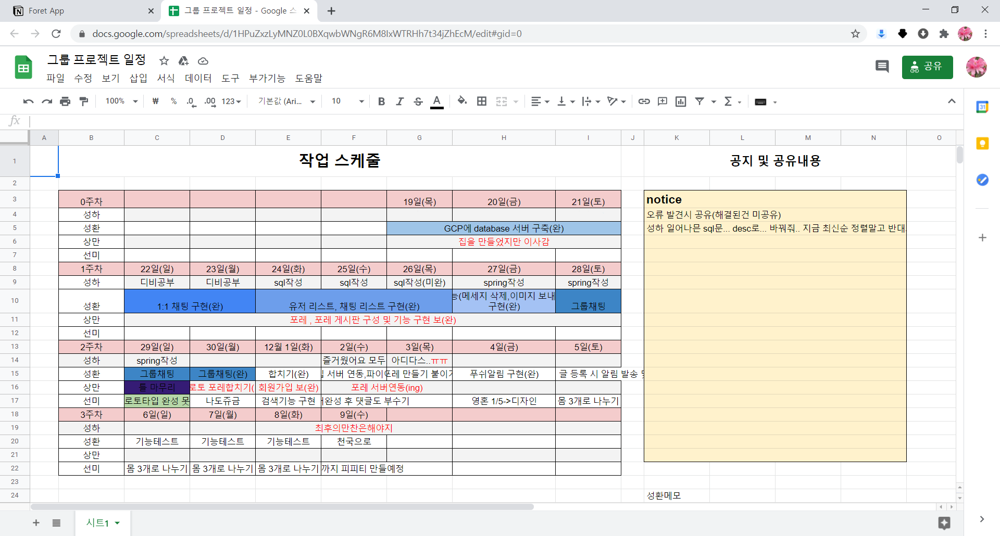 Foret App
그룹 프로젝트 일정 - Google 스
docs.google.com/spreadsheets/d/1HPuZxzLyMNZ0L0BXqwbWNgR6M8IxWTRHh7t34jZhEcM/edit#gid=0
그룹 프로젝트 일정
파일 수정 보기 삽입 서식 데이터 도구 부가기능 도움말
공유
100% ₩ % .0 .00 123 기본값 (Ari... 10 B I S A Σ
31
fx
A B C D E F G H I J K L M N O
1 작업 스케줄 공지 및 공유내용
2
3 0주차 19일(목) 20일(금) 21일(토) notice
4 성하 오류 발견시 공유(해결된건 미공유)
5 성환 GCP에 database 서버 구축(완) 성하 일어나믄 sql문... desc로... 바꿔줘.. 지금 최신순 정렬말고 반대
6 상만 집을 만들었지만 이사감
7 선미
8 1주차 22일(일) 23일(월) 24일(화) 25일(수) 26일(목) 27일(금) 28일(토)
9 성하 디비공부 디비공부 sql작성 sql작성 sql작성(미완) spring작성 spring작성
능(메세지 삭제,이미지 보내
10 성환 1:1 채팅 구현(완) 유저 리스트, 채팅 리스트 구현(완) 구현(완) 그룹채팅
11 상만 포레 , 포레 게시판 구성 및 기능 구현 보(완)
12 선미
13 2주차 29일(일) 30일(월) 12월 1일(화) 2일(수) 3일(목) 4일(금) 5일(토)
14 성하 spring작성 즐거웠어요 모두 아디다스..ㅠㅠ
15 성환 그룹채팅 그룹채팅(완) 합치기(완) 서버 연동,파이 만들기 붙이기 푸쉬알림 구현(완) 글 등록 시 알림 발송
16 상만 틀 마무리 로토 포레합치기( 회원가입 보(완) 포레 서버연동(ing)
17 선미 로토타입 완성 못 나도쥬금 검색기능 구현 완성 후 댓글도 부수기 영혼 1/5->디자인 몸 3개로 나누기
18 3주차 6일(일) 7일(월) 8일(화) 9일(수)
19 성하 최후의만찬은해야지
20 성환 기능테스트 기능테스트 기능테스트 천국으로
21 상만
22 선미 몸 3개로 나누기 몸 3개로 나누기 몸 3개로 나누기 까지 피피티 만들예정
23
24 성환메모
시트1